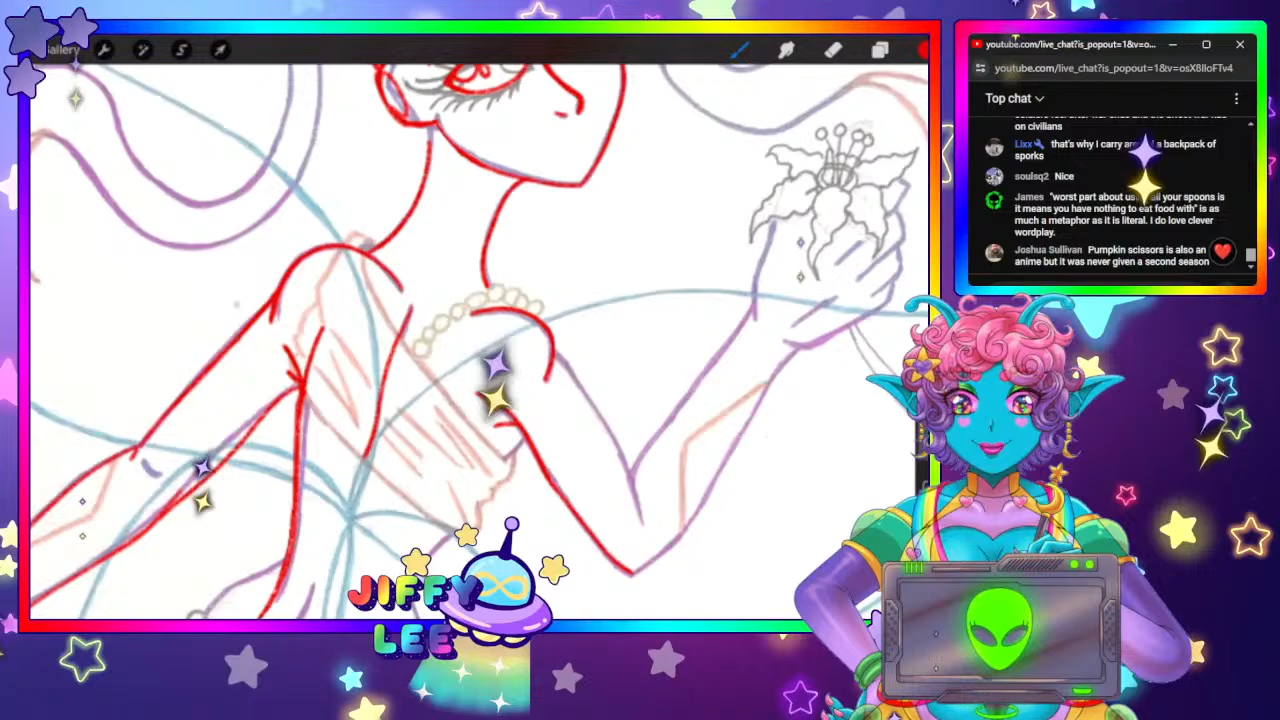 Gallery
youtube.com/live_chat?is_popout=1&v=o...
youtube.com/live_chat?is_popout=1&v=osX8IIoFTv4
Top chat
on civilians
Lixx that's why I carry a backpack of
sporks
soulsq2 Nice
James "worst part about all your spoons is
it means you have nothing to eat food with" is as
much a metaphor as it is literal. I do love clever
wordplay.
Joshua Sullivan Pumpkin scissors is also an
anime but it was never given a second season
JIFFY
LEE